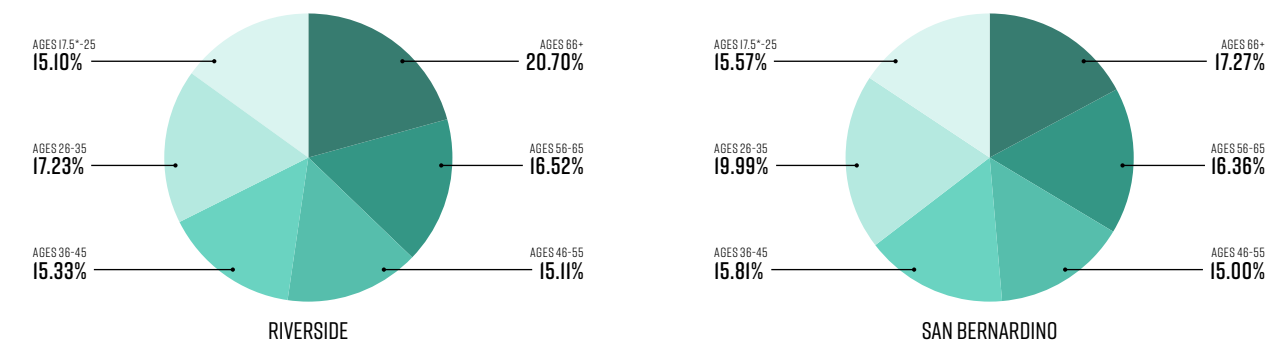 AGES 17.5*-25
15.10%
AGES 66+
20.70%
AGES 26-35
17.23%
AGES 56-65
16.52%
AGES 36-45
15.33%
AGES 46-55
15.11%
RIVERSIDE
AGES 17.5*-25
15.57%
AGES 66+
17.27%
AGES 26-35
19.99%
AGES 56-65
16.36%
AGES 36-45
15.81%
AGES 46-55
15.00%
SAN BERNARDINO